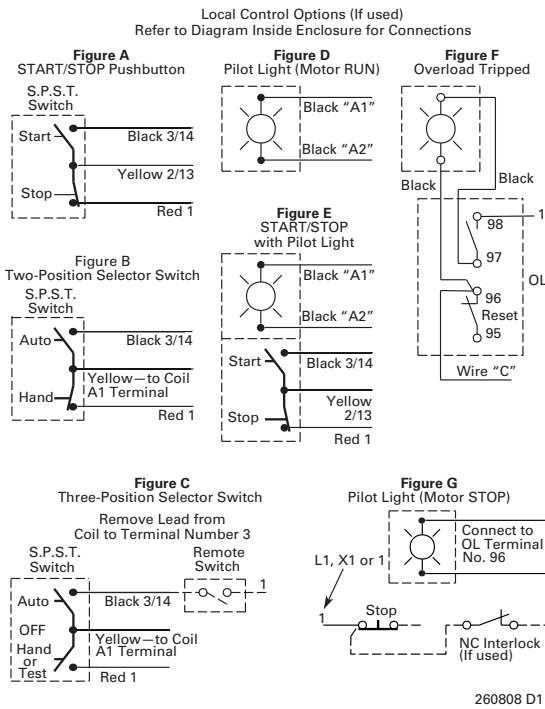 Local Control Options (If used)
Refer to Diagram Inside Enclosure for Connections
Figure A
START/STOP Pushbutton
S.P.S.T.
Switch
Start
Black 3/14
Yellow 2/13
Stop
Red 1
Figure D
Pilot Light (Motor RUN)
Black “A1”
Black “A2”
Figure F
Overload Tripped
Black
Black
1
98
97
OL
96
Reset
95
Wire “C”
Figure B
Two-Position Selector Switch
S.P.S.T.
Switch
Auto
Black 3/14
Yellow—to Coil
A1 Terminal
Hand
Red 1
Figure E
START/STOP
with Pilot Light
Black “A1”
Black “A2”
Start
Black 3/14
Yellow
2/13
Stop
Red 1
Figure C
Three-Position Selector Switch
Remove Lead from
Coil to Terminal Number 3
S.P.S.T.
Switch
Remote
Switch
1
Auto
Black 3/14
OFF
Yellow—to Coil
A1 Terminal
Hand
or
Test
Red 1
Figure G
Pilot Light (Motor STOP)
Connect to
OL Terminal
No. 96
L1, X1 or 1
1
Stop
NC Interlock
(If used)
260808 D1